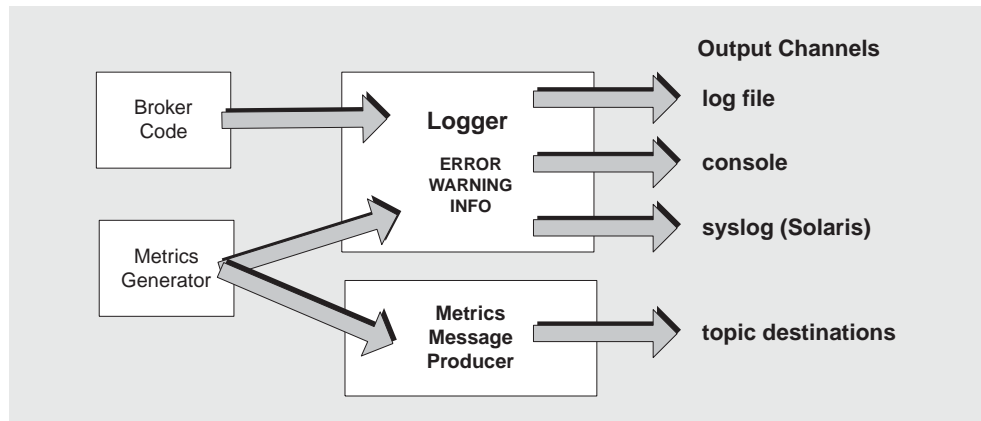 Output Channels
Broker
Code
Logger
ERROR
WARNING
INFO
log file
console
syslog (Solaris)
Metrics
Generator
Metrics
Message
Producer
topic destinations